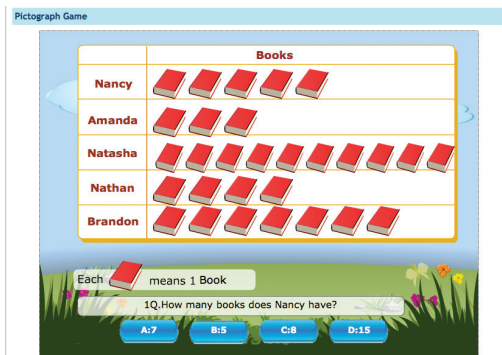 Pictograph Game
Books
Nancy
Amanda
Natasha
Nathan
Brandon
Each means 1 Book
1Q.How many books does Nancy have?
A:7 B:5 C:8 D:15